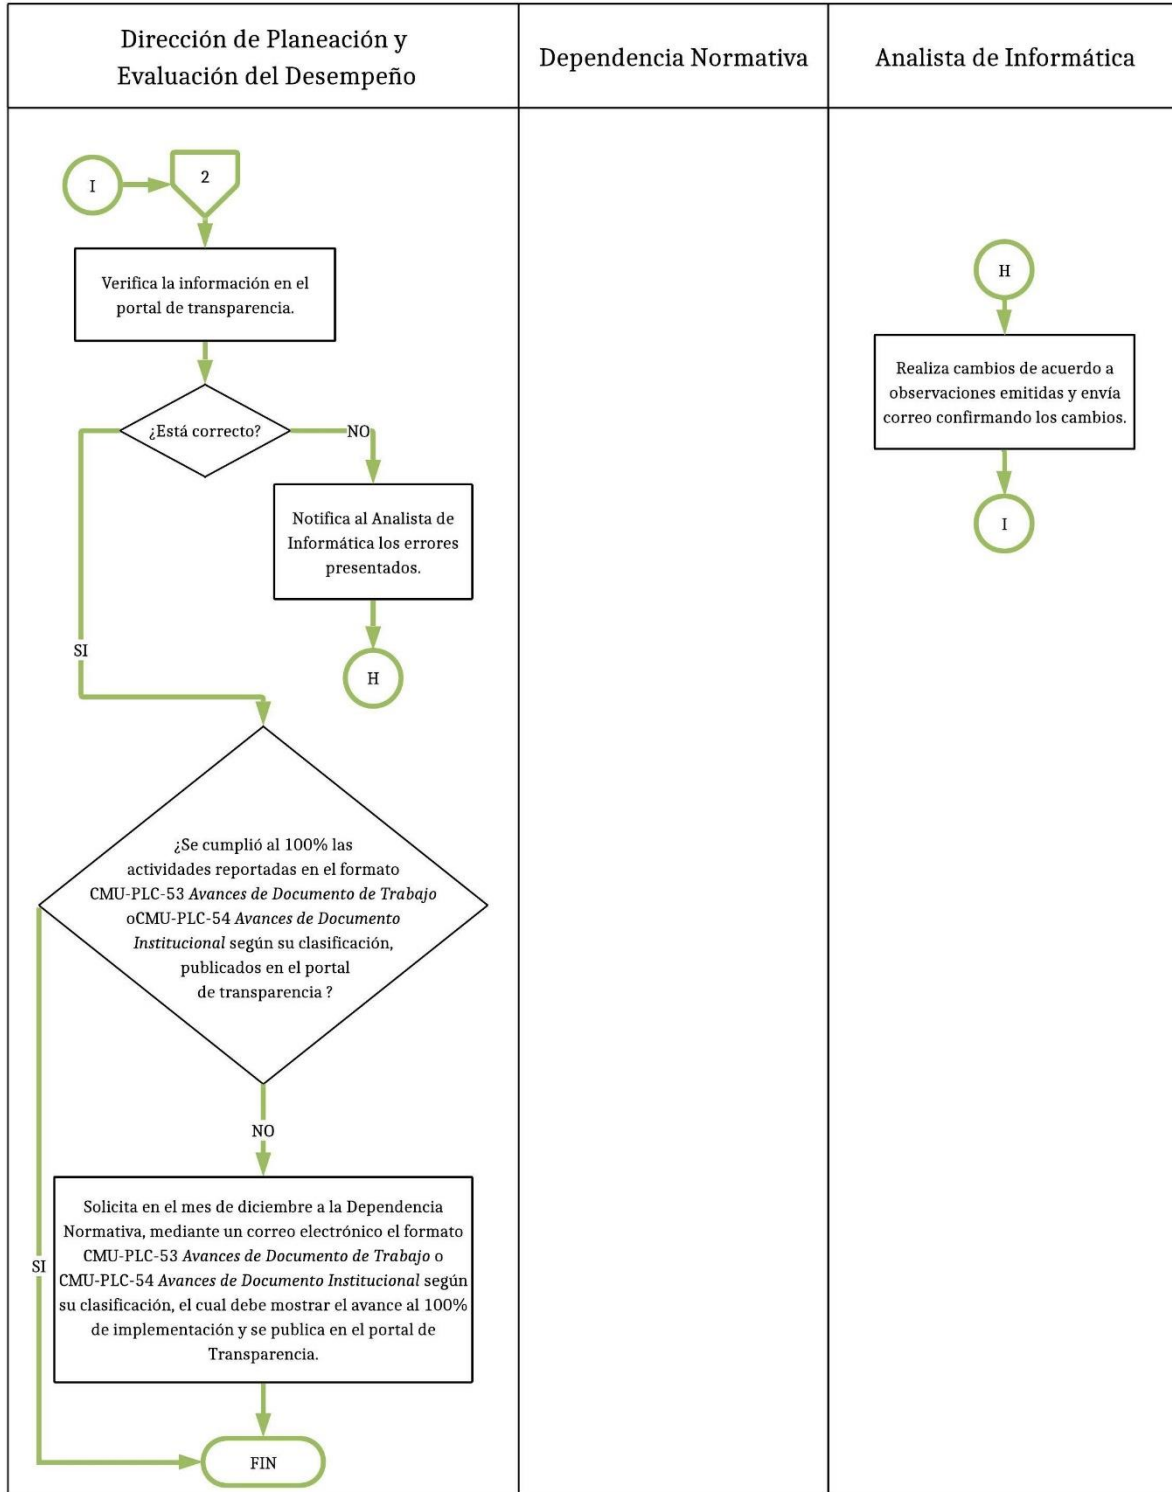 Dirección de Planeación y
Evaluación del Desempeño
Dependencia Normativa
Analista de Informática
I
2
Verifica la información en el
portal de transparencia.
¿Está correcto?
NO
Notifica al Analista de
Informática los errores
presentados.
H
SI
¿Se cumplió al 100% las
actividades reportadas en el formato
CMU-PLC-53 Avances de Documento de Trabajo
oCMU-PLC-54 Avances de Documento
Institucional según su clasificación,
publicados en el portal
de transparencia ?
NO
SI
Solicita en el mes de diciembre a la Dependencia
Normativa, mediante un correo electrónico el formato
CMU-PLC-53 Avances de Documento de Trabajo o
CMU-PLC-54 Avances de Documento Institucional según
su clasificación, el cual debe mostrar el avance al 100%
de implementación y se publica en el portal de
Transparencia.
FIN
H
Realiza cambios de acuerdo a
observaciones emitidas y envía
correo confirmando los cambios.
I